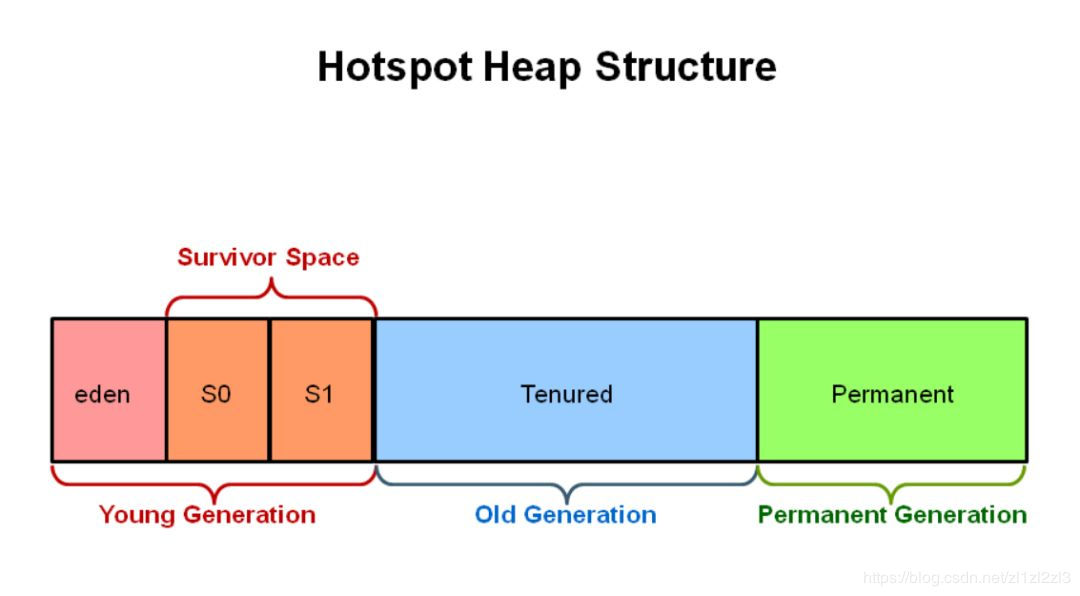 Hotspot Heap Structure
Survivor Space
eden
S0
S1
Tenured
Permanent
Young Generation
Old Generation
Permanent Generation
https://blog.csdn.net/zl1zl2zl3